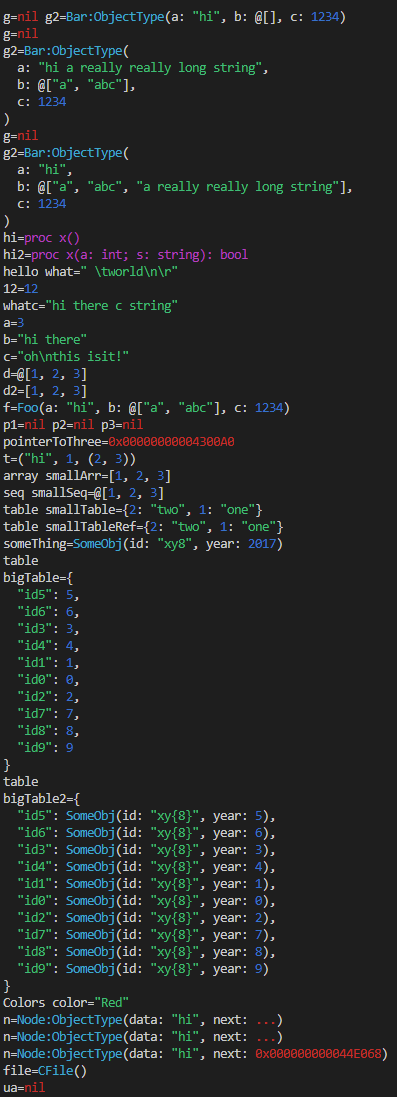 g=nil g2=Bar:ObjectType(a: "hi", b: @[], c: 1234)
g=nil
g2=Bar:ObjectType(
  a: "hi a really really long string",
  b: @["a", "abc"],
  c: 1234
)
g=nil
g2=Bar:ObjectType(
  a: "hi",
  b: @["a", "abc", "a really really long string"],
  c: 1234
)
hi=proc x()
hi2=proc x(a: int; s: string): bool
hello what=" \tworld\n\r"
12=12
whatc="hi there c string"
a=3
b="hi there"
c="oh\nthis isit!"
d=@[1, 2, 3]
d2=[1, 2, 3]
f=Foo(a: "hi", b: @["a", "abc"], c: 1234)
p1=nil p2=nil p3=nil
pointerToThree=0x00000000004300A0
t=("hi", 1, (2, 3))
array smallArr=[1, 2, 3]
seq smallSeq=@[1, 2, 3]
table smallTable={2: "two", 1: "one"}
table smallTableRef={2: "two", 1: "one"}
someThing=SomeObj(id: "xy8", year: 2017)
table
bigTable={
  "id5": 5,
  "id6": 6,
  "id3": 3,
  "id4": 4,
  "id1": 1,
  "id0": 0,
  "id2": 2,
  "id7": 7,
  "id8": 8,
  "id9": 9
}
table
bigTable2={
  "id5": SomeObj(id: "xy{8}", year: 5),
  "id6": SomeObj(id: "xy{8}", year: 6),
  "id3": SomeObj(id: "xy{8}", year: 3),
  "id4": SomeObj(id: "xy{8}", year: 4),
  "id1": SomeObj(id: "xy{8}", year: 1),
  "id0": SomeObj(id: "xy{8}", year: 0),
  "id2": SomeObj(id: "xy{8}", year: 2),
  "id7": SomeObj(id: "xy{8}", year: 7),
  "id8": SomeObj(id: "xy{8}", year: 8),
  "id9": SomeObj(id: "xy{8}", year: 9)
}
Colors color="Red"
n=Node:ObjectType(data: "hi", next: ...)
n=Node:ObjectType(data: "hi", next: ...)
n=Node:ObjectType(data: "hi", next: 0x000000000044E068)
file=CFile()
ua=nil